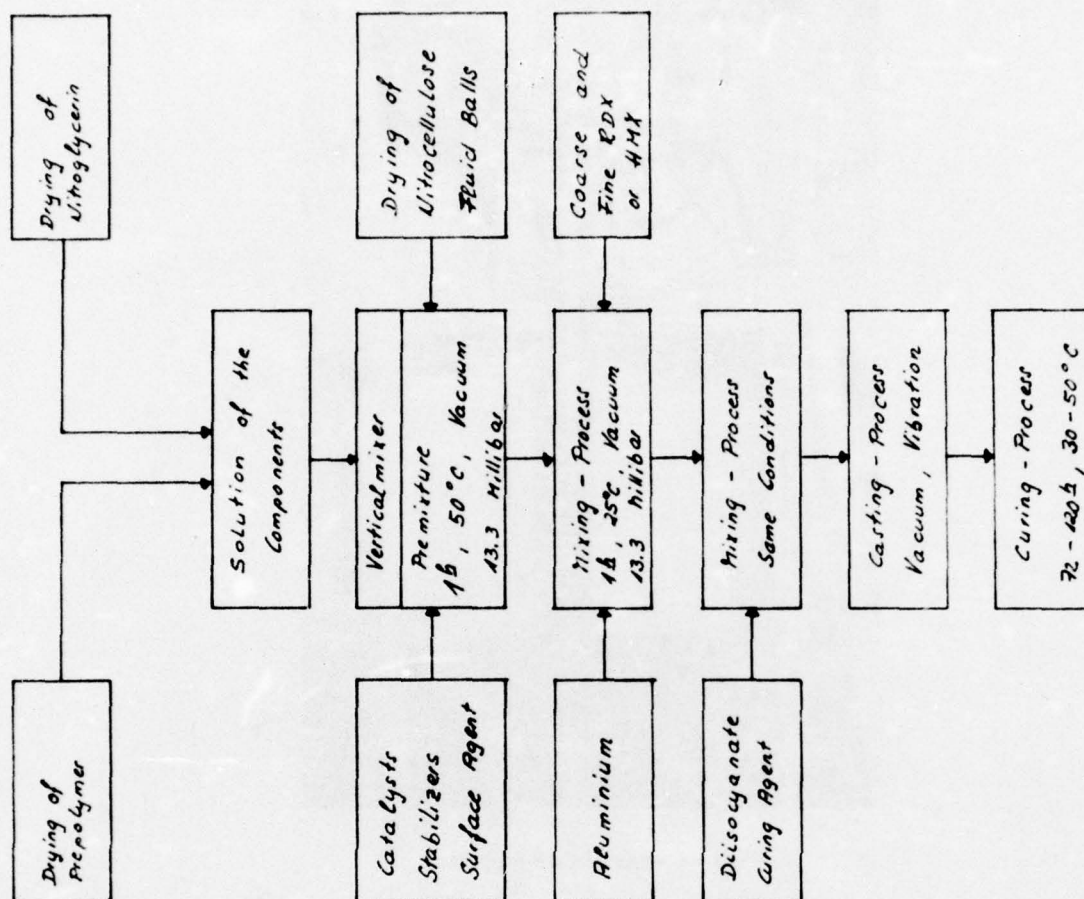 Drying of
Prepolymer
Drying of
Nitroglycerin
Solution of the
Components
Catalysts
Stabilizers
Surface Agent
Verticalmixer
Premixture
1h, 50°C, Vacuum
13.3 Millibar
Drying of
Nitrocellulose
Fluid Balls
Aluminium
Mixing - Process
1h, 25°C, Vacuum
13.3 Millibar
Coarse and
Fine RDX
or HMX
Diisocyanate
Curing Agent
Mixing - Process
Same Conditions
Casting - Process
Vacuum, Vibration
Curing - Process
72 - 120h, 30 - 50°C